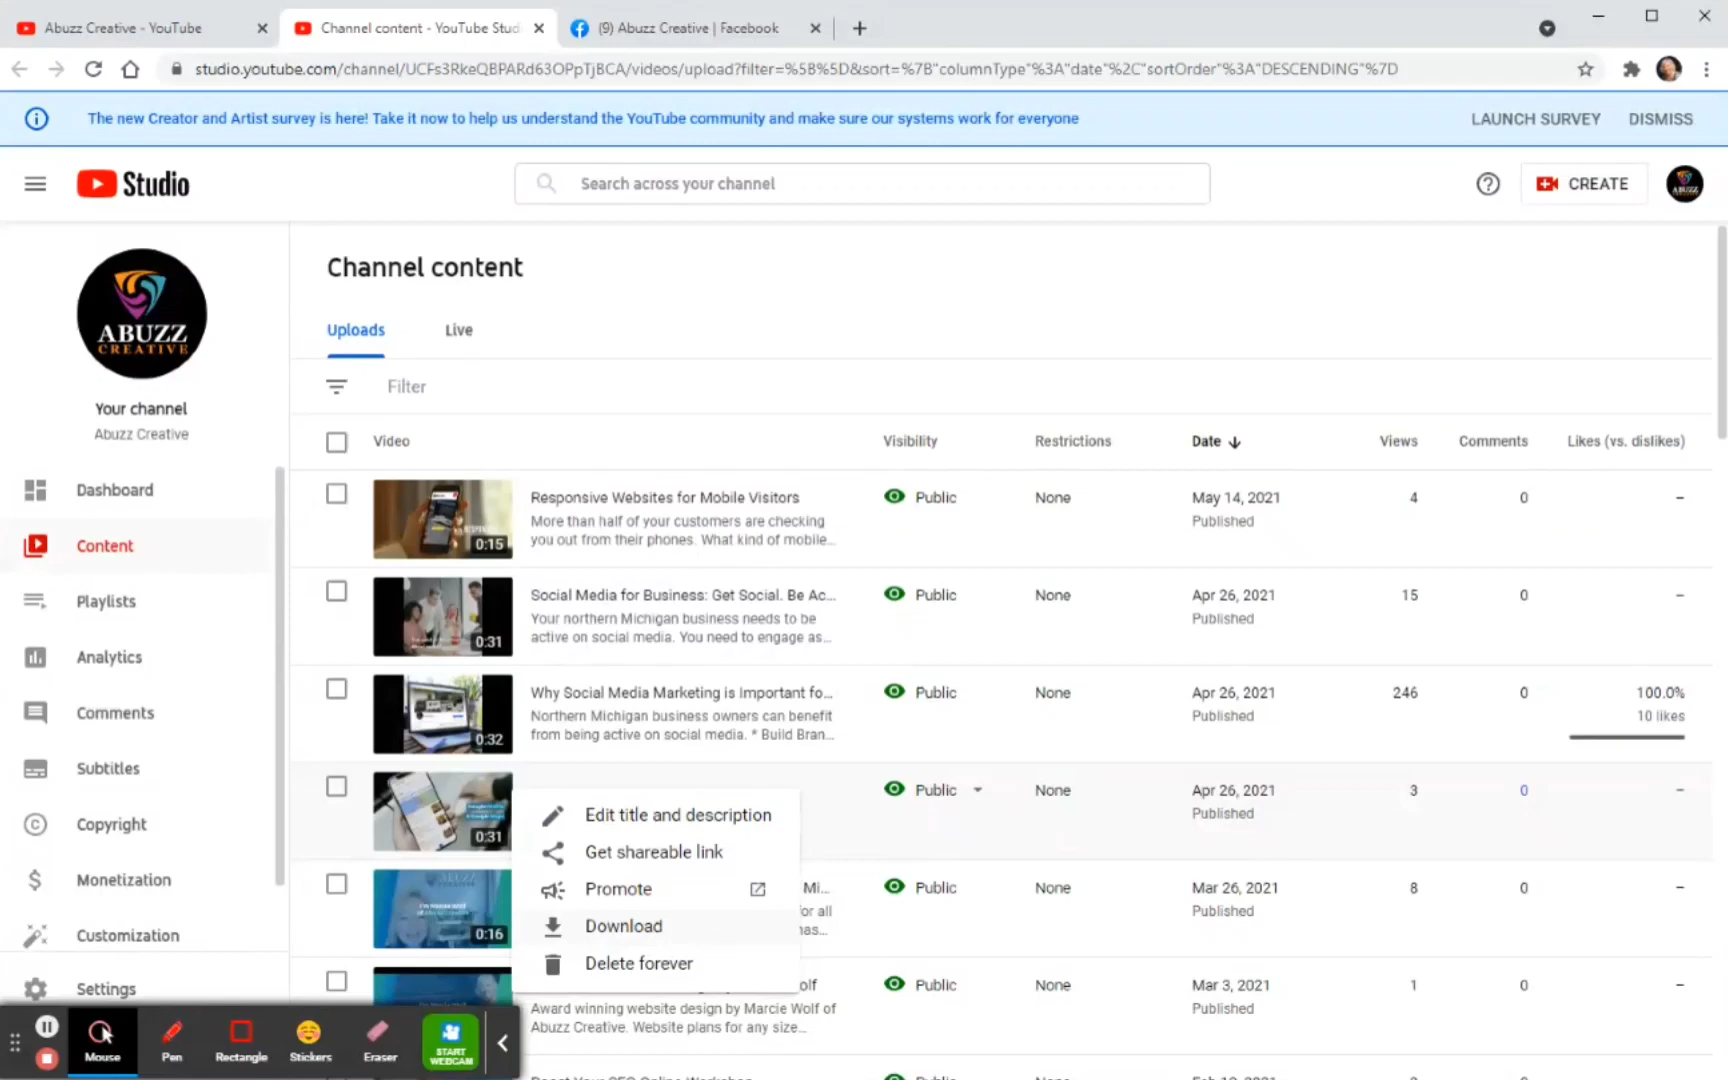 Abuzz Creative - YouTube
Channel content - YouTube Stud
(9) Abuzz Creative | Facebook
studio.youtube.com/channel/UCFs3RkeQBPARd63OPpTjBCA/videos/upload?filter=%5B%5D&sort=%7B"columnType"%3A"date"%2C"sortOrder"%3A"DESCENDING"%7D
The new Creator and Artist survey is here! Take it now to help us understand the YouTube community and make sure our systems work for everyone
LAUNCH SURVEY DISMISS
Studio
Search across your channel
CREATE
ABUZZ
CREATIVE
Your channel
Abuzz Creative
Dashboard
Content
Playlists
Analytics
Comments
Subtitles
Copyright
Monetization
Customization
Settings
Channel content
Uploads Live
Filter
Video Visibility Restrictions Date Views Comments Likes (vs. dislikes)
Responsive Websites for Mobile Visitors Public None May 14, 2021 4 0 –
More than half of your customers are checking Published
you out from their phones. What kind of mobile...
0:15
Social Media for Business: Get Social. Be Ac... Public None Apr 26, 2021 15 0 –
Your northern Michigan business needs to be Published
active on social media. You need to engage as...
0:31
Why Social Media Marketing is Important fo... Public None Apr 26, 2021 246 0 100.0%
Northern Michigan business owners can benefit Published 10 likes
from being active on social media. * Build Bran...
0:32
Public None Apr 26, 2021 3 0 –
Published
0:31
Edit title and description
Get shareable link
Promote
Download
Delete forever
Mi... Public None Mar 26, 2021 8 0 –
for all Published
has...
0:16
olf Public None Mar 3, 2021 1 0 –
Award winning website design by Marcie Wolf of Published
Abuzz Creative. Website plans for any size...
Mouse Pen Rectangle Stickers Eraser START WEBCAM